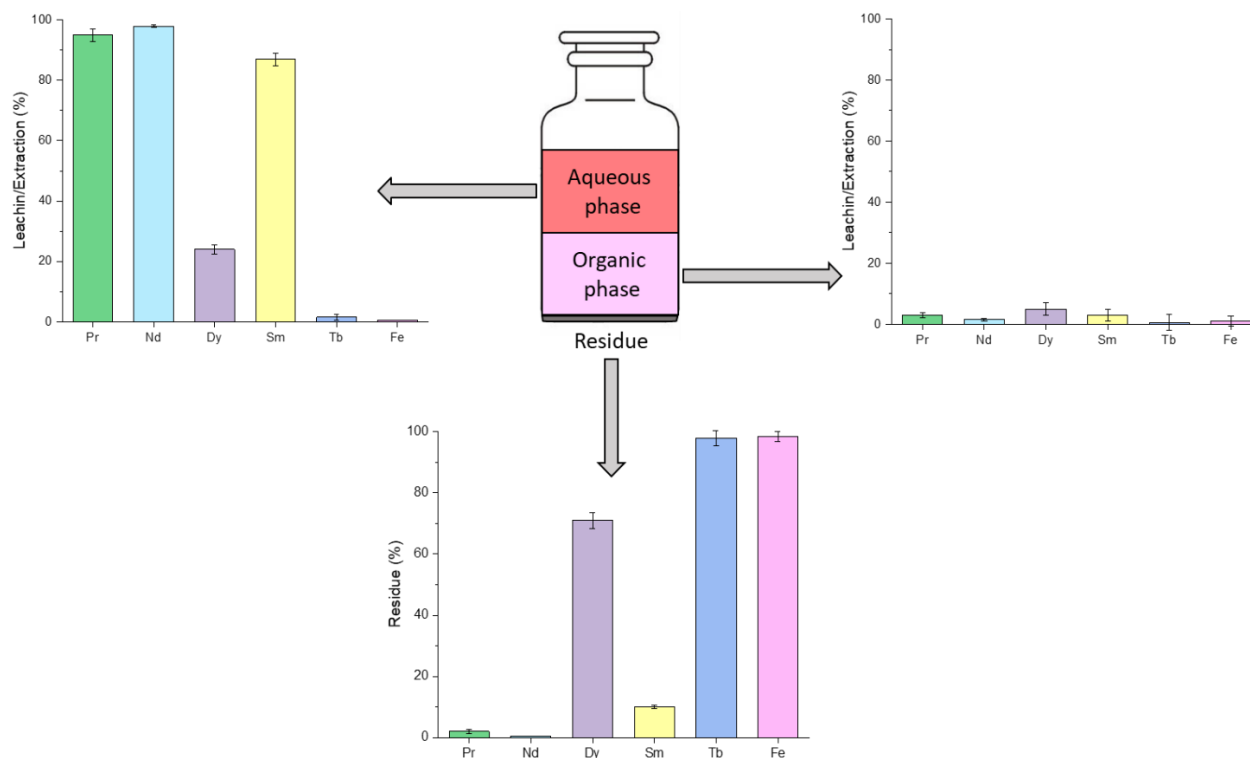 100
80
60
40
20
0
Leachin/Extraction (%)
Pr Nd Dy Sm Tb Fe
Aqueous
phase
Organic
phase
Residue
100
80
60
40
20
0
Leachin/Extraction (%)
Pr Nd Dy Sm Tb Fe
100
80
60
40
20
0
Residue (%)
Pr Nd Dy Sm Tb Fe